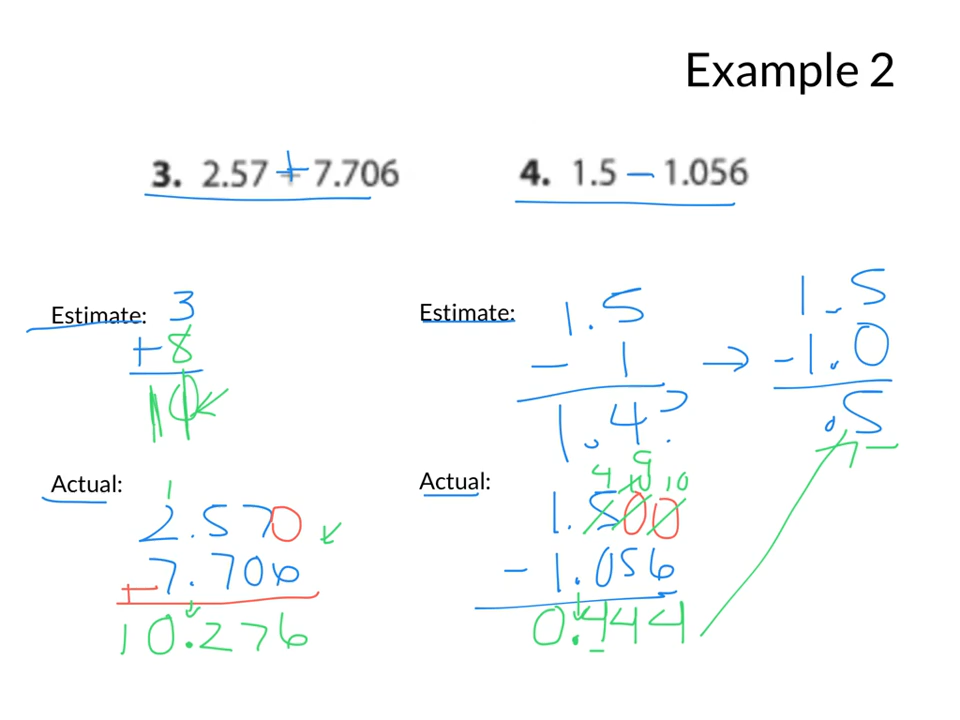 Example 2
3. 2.57 + 7.706
4. 1.5 - 1.056
Estimate:
3
+ 8
11
Estimate:
1.5
- 1
1.4?
→
1.5
-1.0
.5
Actual:
1
2.570
+ 7.706
10.276
Actual:
9
4 10 10
1.500
- 1.056
0.444